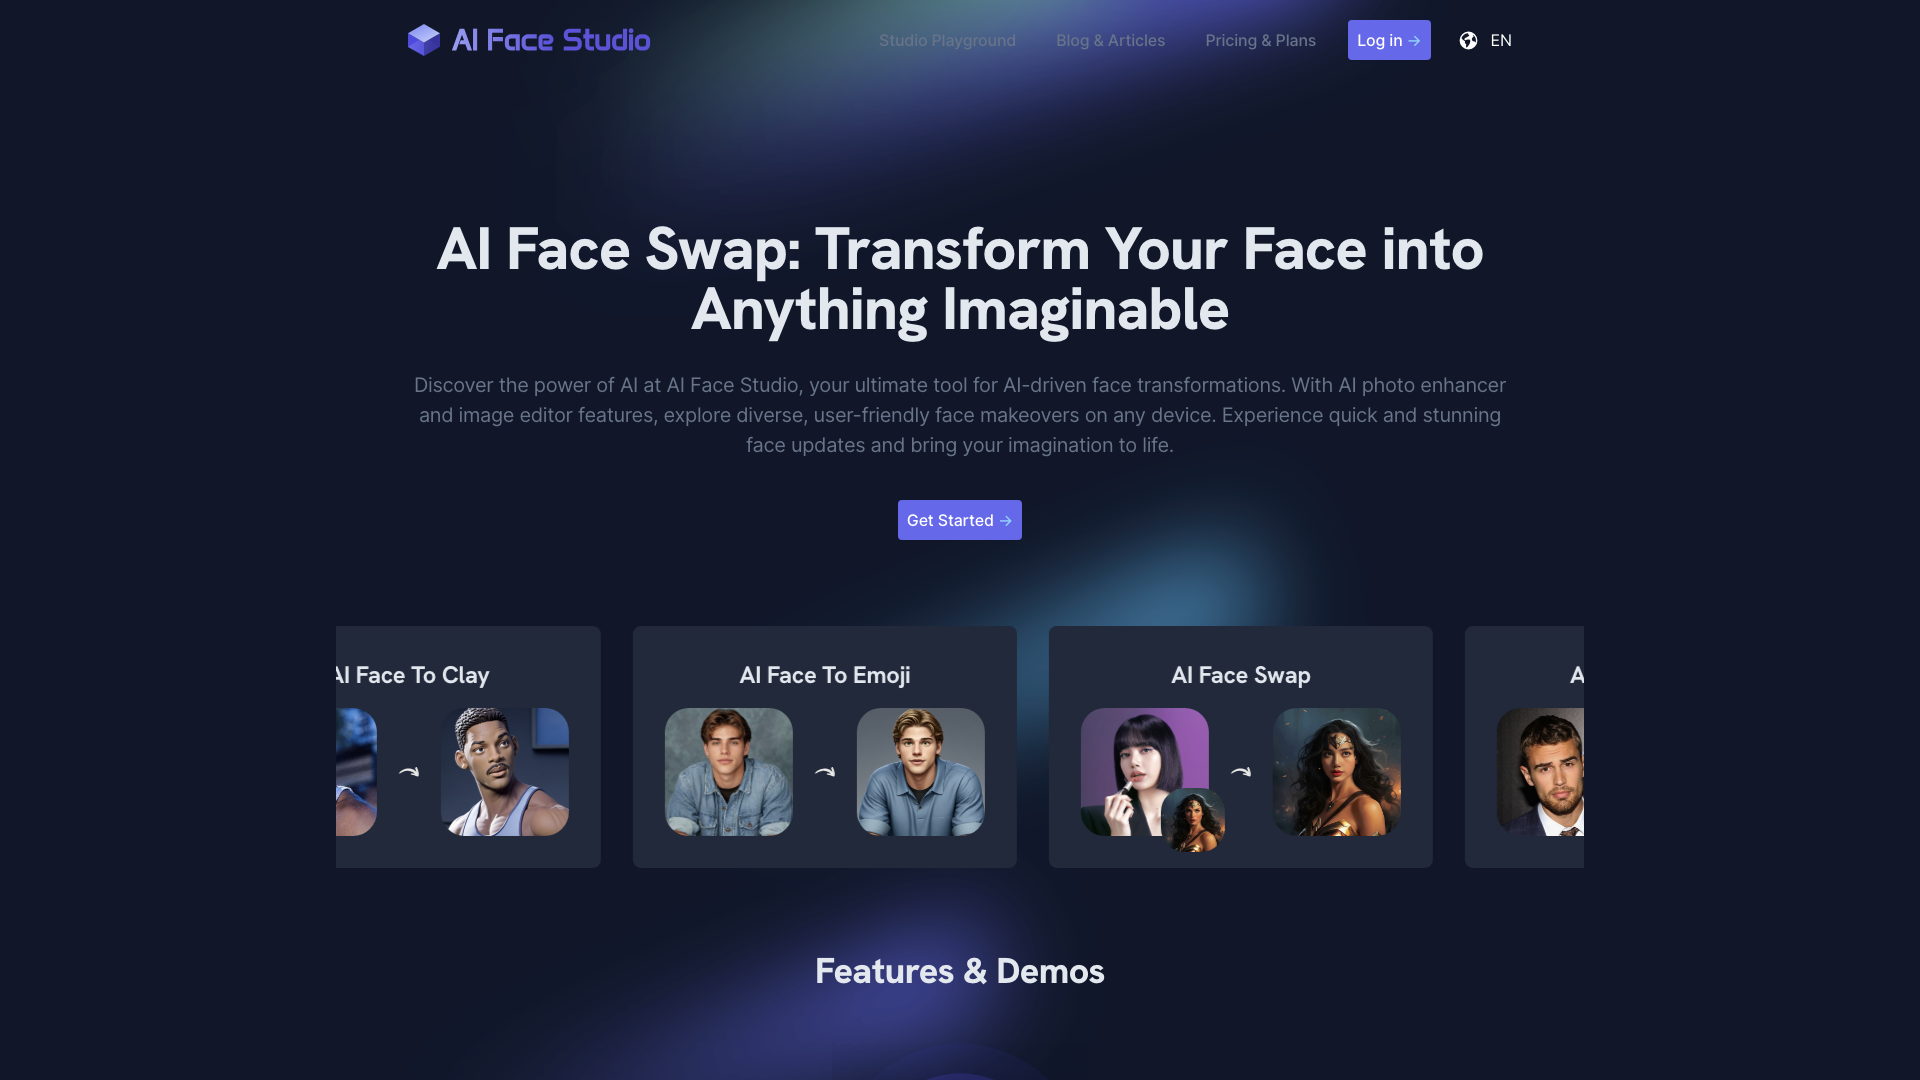 AI Face Studio
Studio Playground
Blog & Articles
Pricing & Plans
Log in →
EN
AI Face Swap: Transform Your Face into
Anything Imaginable
Discover the power of AI at AI Face Studio, your ultimate tool for AI-driven face transformations. With AI photo enhancer
and image editor features, explore diverse, user-friendly face makeovers on any device. Experience quick and stunning
face updates and bring your imagination to life.
Get Started →
AI Face To Clay
AI Face To Emoji
AI Face Swap
A
Features & Demos